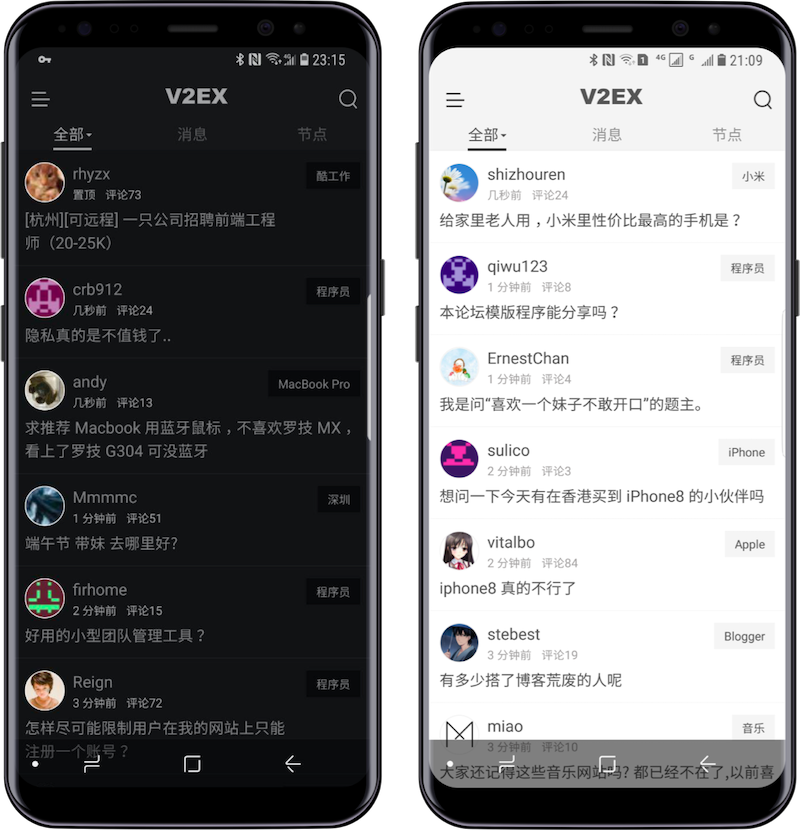 23:15
V2EX
全部
消息
节点
rhyzx
酷工作
置顶 评论73
[杭州][可远程] 一只公司招聘前端工程
师（20-25K）
crb912
程序员
几秒前 评论24
隐私真的是不值钱了..
andy
MacBook Pro
几秒前 评论13
求推荐 Macbook 用蓝牙鼠标，不喜欢罗技 MX，
看上了罗技 G304 可没蓝牙
Mmmmc
深圳
1 分钟前 评论51
端午节 带妹 去哪里好?
firhome
程序员
2 分钟前 评论15
好用的小型团队管理工具？
Reign
程序员
3 分钟前 评论72
怎样尽可能限制用户在我的网站上只能
注册一个账号？
1 4G G 21:09
V2EX
全部
消息
节点
shizhouren
小米
几秒前 评论24
给家里老人用，小米里性价比最高的手机是？
qiwu123
程序员
1 分钟前 评论8
本论坛模版程序能分享吗？
ErnestChan
程序员
1 分钟前 评论4
我是问“喜欢一个妹子不敢开口”的题主。
sulico
iPhone
2 分钟前 评论3
想问一下今天有在香港买到 iPhone8 的小伙伴吗
vitalbo
Apple
2 分钟前 评论84
iphone8 真的不行了
stebest
Blogger
3 分钟前 评论19
有多少搭了博客荒废的人呢
miao
音乐
3 分钟前 评论10
大家还记得这些音乐网站吗? 都已经不在了,以前喜